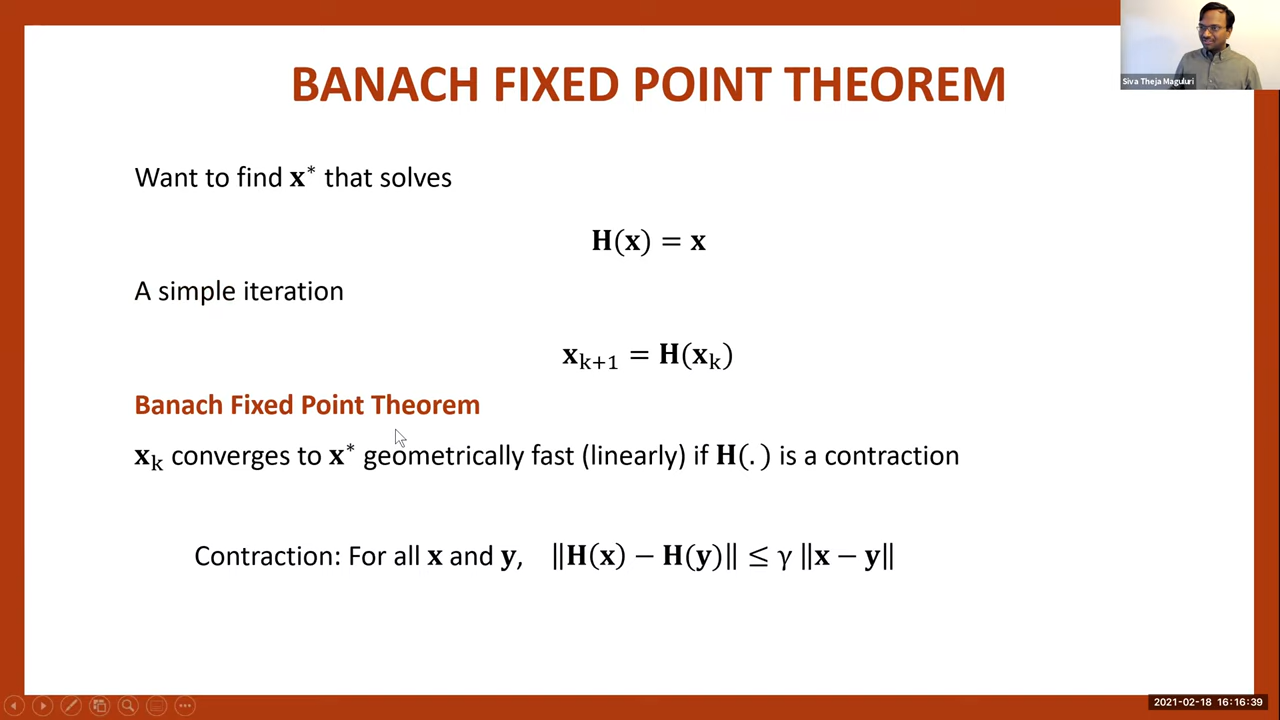 BANACH FIXED POINT THEOREM
Siva Theja Maguluri
Want to find x* that solves
H(x) = x
A simple iteration
xₖ₊₁ = H(xₖ)
Banach Fixed Point Theorem
xₖ converges to x* geometrically fast (linearly) if H(.) is a contraction
Contraction: For all x and y, ‖H(x) − H(y)‖ ≤ γ ‖x − y‖
2021-02-18 16:16:39